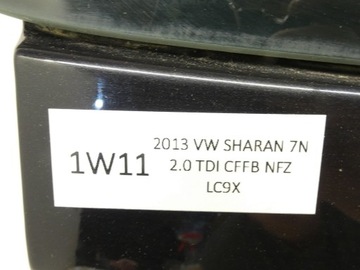 1W11
2013 VW SHARAN 7N
2.0 TDI CFFB NFZ
LC9X